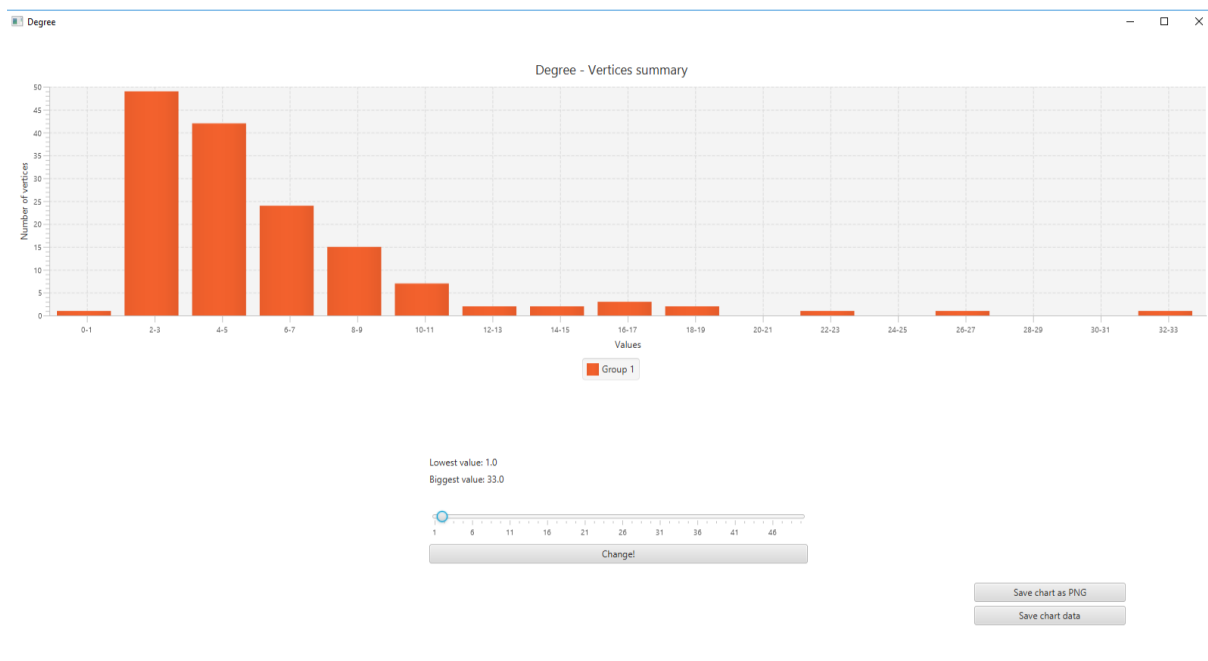 Degree
Degree - Vertices summary
Number of vertices
50
45
40
35
30
25
20
15
10
5
0
0-1 2-3 4-5 6-7 8-9 10-11 12-13 14-15 16-17 18-19 20-21 22-23 24-25 26-27 28-29 30-31 32-33
Values
Group 1
Lowest value: 1.0
Biggest value: 33.0
1 6 11 16 21 26 31 36 41 46
Change!
Save chart as PNG
Save chart data